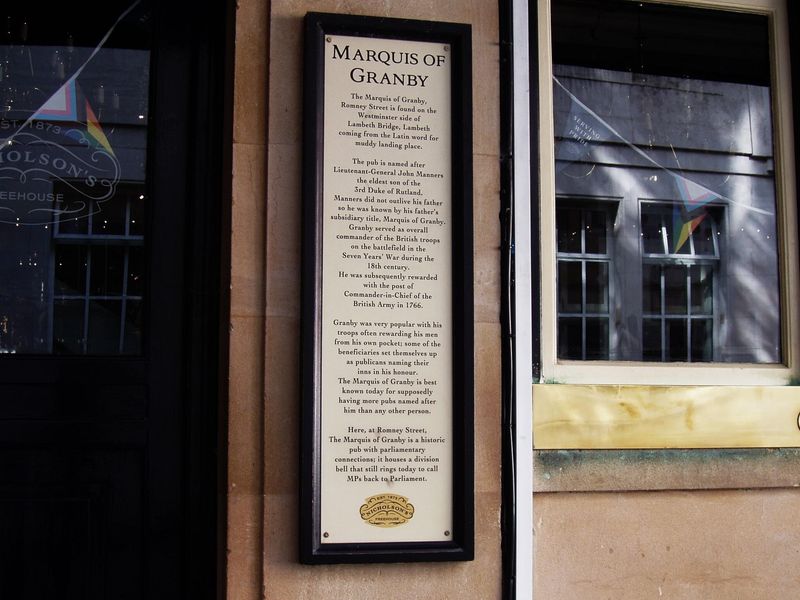 MARQUIS OF
GRANBY
The Marquis of Granby,
Romney Street is found on the
Westminster side of
Lambeth Bridge, Lambeth
coming from the Latin word for
muddy landing place.
The pub is named after
Lieutenant-General John Manners
the eldest son of the
3rd Duke of Rutland.
Manners did not outlive his father
so he was known by his father's
subsidiary title, Marquis of Granby.
Granby served as overall
commander of the British troops
on the battlefield in the
Seven Years' War during the
18th century.
He was subsequently rewarded
with the post of
Commander-in-Chief of the
British Army in 1766.
Granby was very popular with his
troops often rewarding his men
from his own pocket; some of the
beneficiaries set themselves up
as publicans naming their
inns in his honour.
The Marquis of Granby is best
known today for supposedly
having more pubs named after
him than any other person.
Here, at Romney Street,
The Marquis of Granby is a historic
pub with parliamentary
connections; it houses a division
bell that still rings today to call
MPs back to Parliament.
EST 1873
NICHOLSON'S
FREEHOUSE
EST 1873
NICHOLSON'S
FREEHOUSE
SERVING
WITH
PRIDE